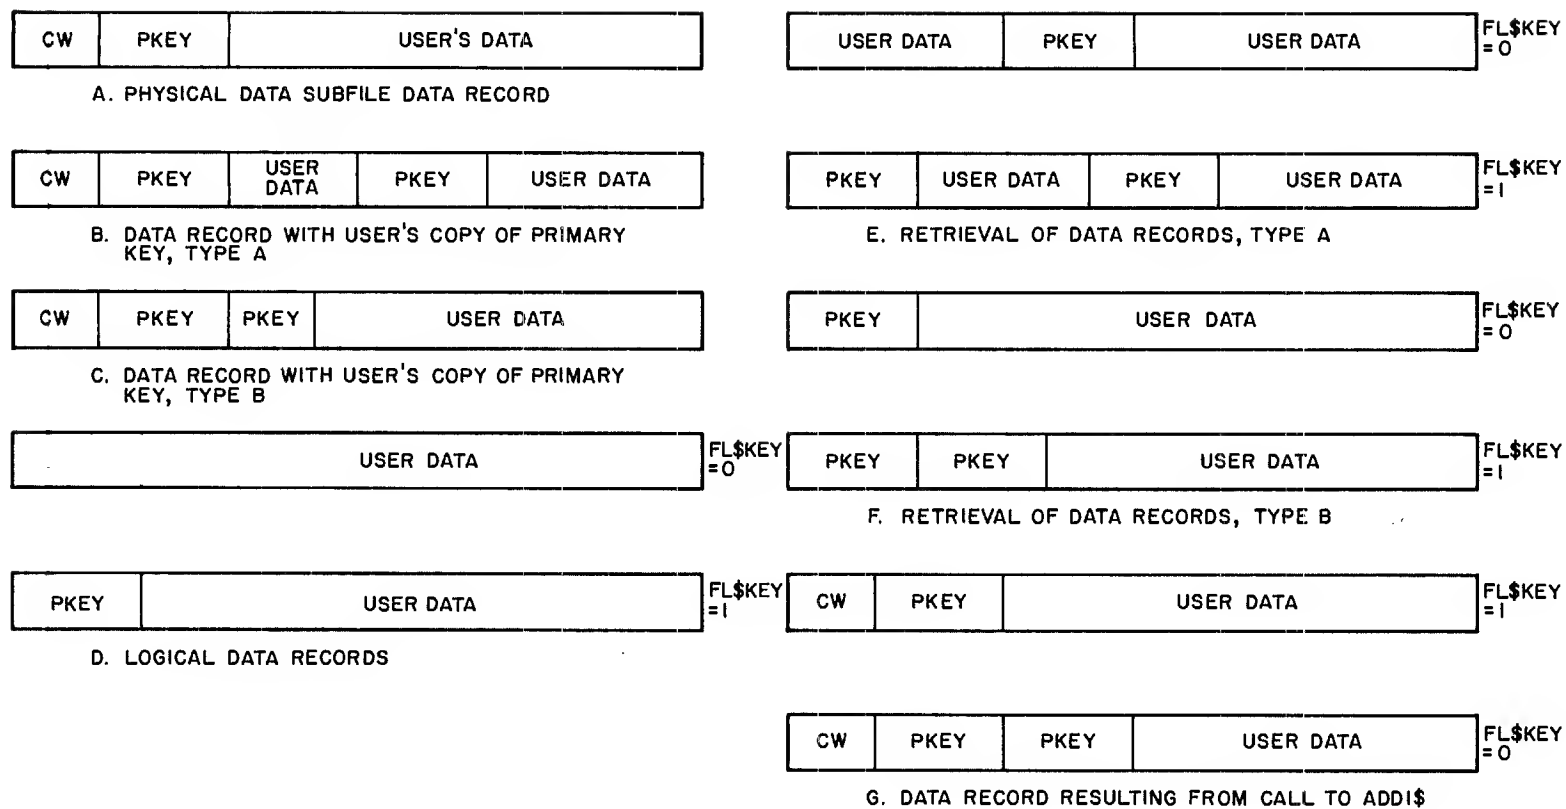 CW PKEY USER'S DATA
A. PHYSICAL DATA SUBFILE DATA RECORD
CW PKEY USER DATA PKEY USER DATA
B. DATA RECORD WITH USER'S COPY OF PRIMARY
KEY, TYPE A
CW PKEY PKEY USER DATA
C. DATA RECORD WITH USER'S COPY OF PRIMARY
KEY, TYPE B
USER DATA FL$KEY
=0
PKEY USER DATA FL$KEY
=1
D. LOGICAL DATA RECORDS
USER DATA PKEY USER DATA FL$KEY
=0
PKEY USER DATA PKEY USER DATA FL$KEY
=1
E. RETRIEVAL OF DATA RECORDS, TYPE A
PKEY USER DATA FL$KEY
=0
PKEY PKEY USER DATA FL$KEY
=1
F. RETRIEVAL OF DATA RECORDS, TYPE B
CW PKEY USER DATA FL$KEY
=1
CW PKEY PKEY USER DATA FL$KEY
=0
G. DATA RECORD RESULTING FROM CALL TO ADDI$